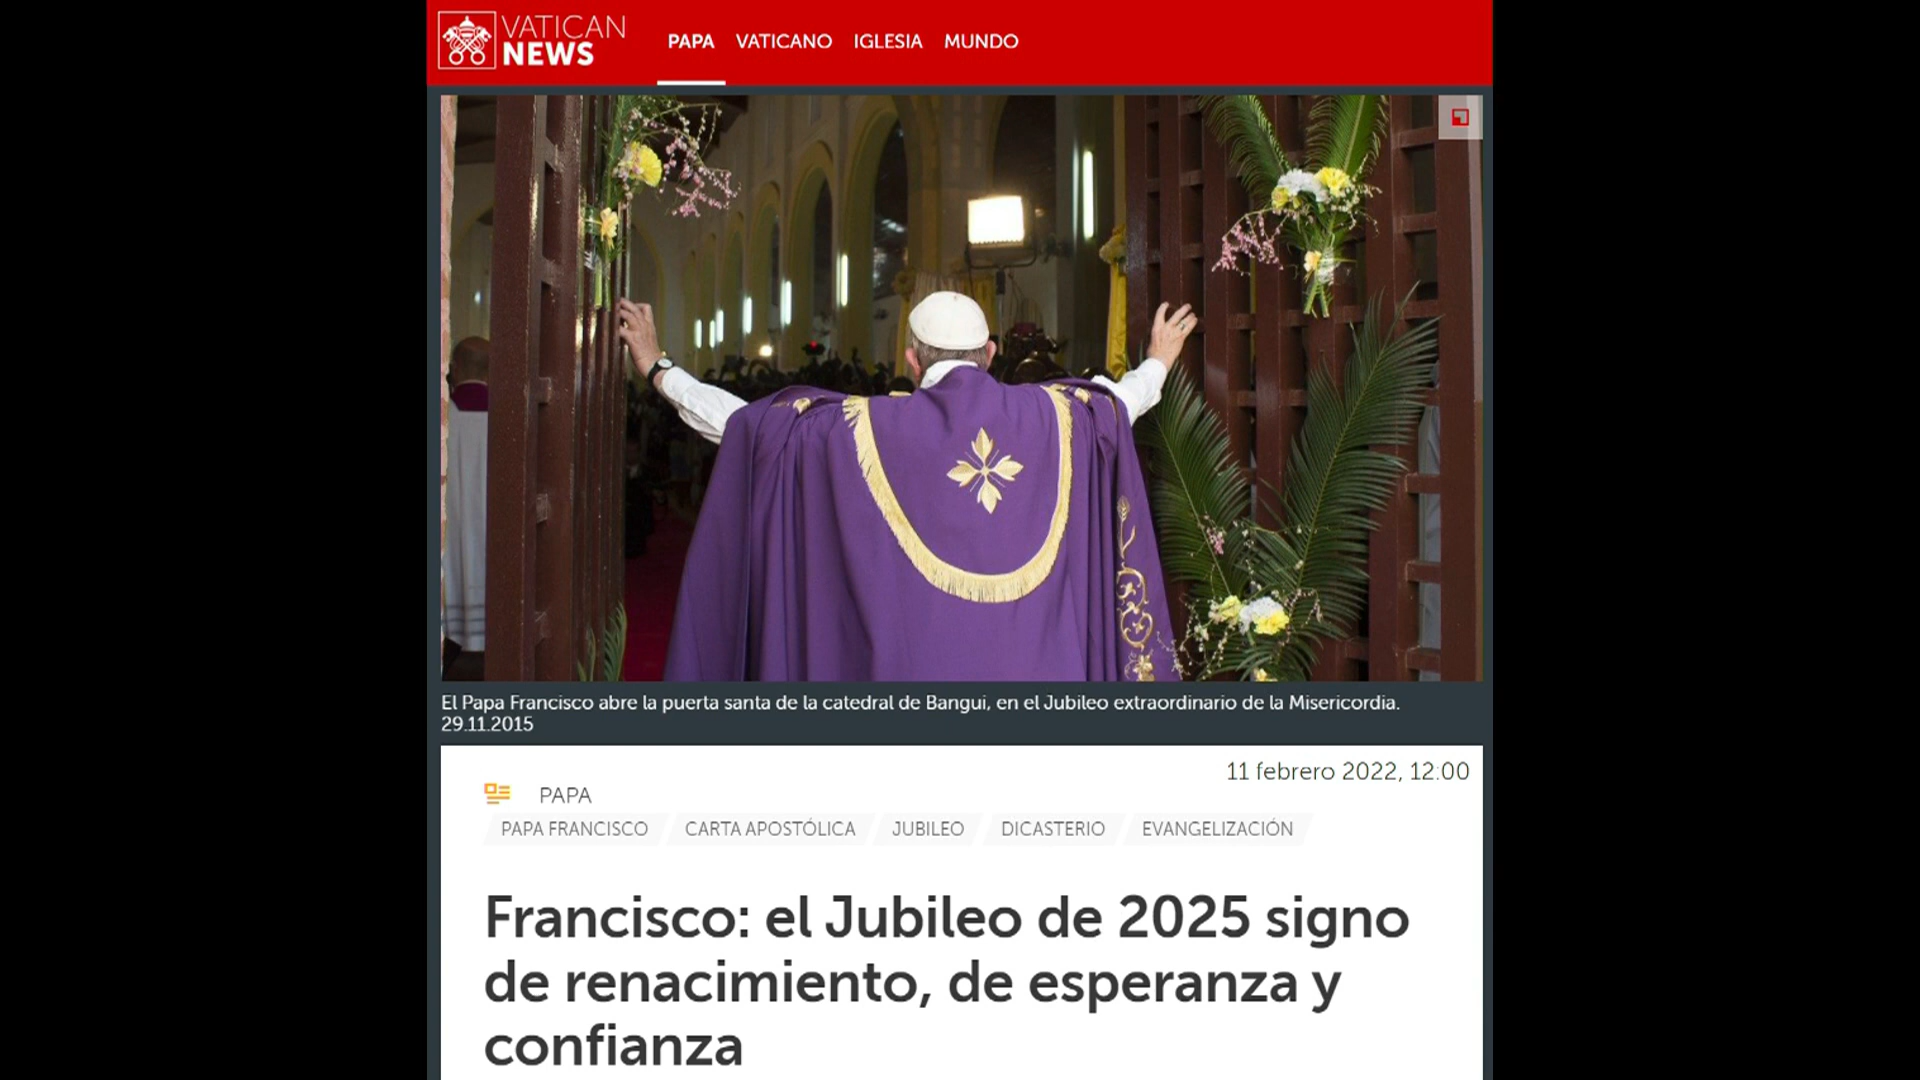 VATICAN
NEWS
PAPA VATICANO IGLESIA MUNDO
El Papa Francisco abre la puerta santa de la catedral de Bangui, en el Jubileo extraordinario de la Misericordia.
29.11.2015
11 febrero 2022, 12:00
PAPA
PAPA FRANCISCO CARTA APOSTÓLICA JUBILEO DICASTERIO EVANGELIZACIÓN
Francisco: el Jubileo de 2025 signo
de renacimiento, de esperanza y
confianza